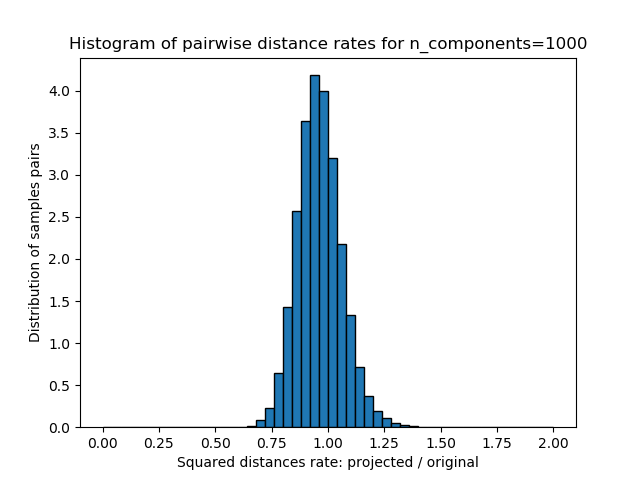 Histogram of pairwise distance rates for n_components=1000
Distribution of samples pairs
4.0
3.5
3.0
2.5
2.0
1.5
1.0
0.5
0.0
0.00 0.25 0.50 0.75 1.00 1.25 1.50 1.75 2.00
Squared distances rate: projected / original